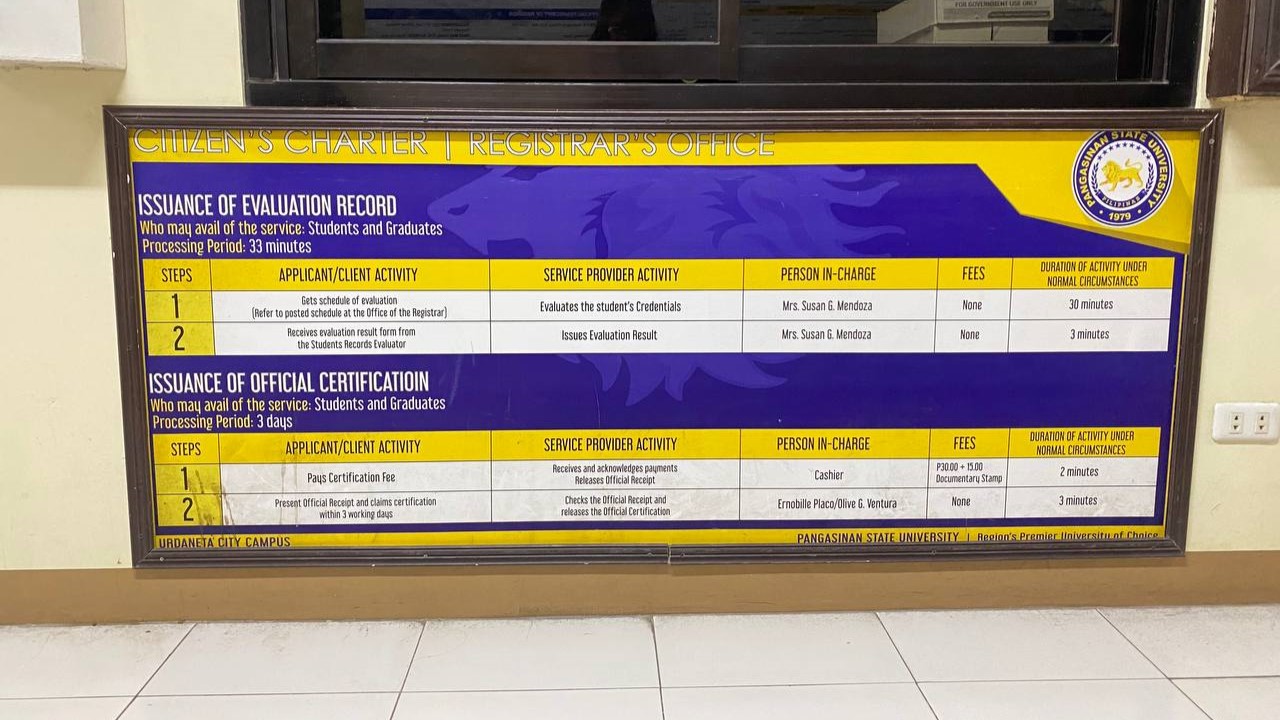 FOR GOVERNMENT USE ONLY
CITIZEN'S CHARTER | REGISTRAR'S OFFICE
PANGASINAN STATE UNIVERSITY
PILIPINAS
• 1979 •
ISSUANCE OF EVALUATION RECORD
Who may avail of the service: Students and Graduates
Processing Period: 33 minutes
STEPS APPLICANT/CLIENT ACTIVITY SERVICE PROVIDER ACTIVITY PERSON IN-CHARGE FEES DURATION OF ACTIVITY UNDER
NORMAL CIRCUMSTANCES
1 Gets schedule of evaluation
(Refer to posted schedule at the Office of the Registrar) Evaluates the student's Credentials Mrs. Susan G. Mendoza None 30 minutes
2 Receives evaluation result form from
the Students Records Evaluator Issues Evaluation Result Mrs. Susan G. Mendoza None 3 minutes
ISSUANCE OF OFFICIAL CERTIFICATIOIN
Who may avail of the service: Students and Graduates
Processing Period: 3 days
STEPS APPLICANT/CLIENT ACTIVITY SERVICE PROVIDER ACTIVITY PERSON IN-CHARGE FEES DURATION OF ACTIVITY UNDER
NORMAL CIRCUMSTANCES
1 Pays Certification Fee Receives and acknowledges payments
Releases Official Receipt Cashier P30.00 + 15.00
Documentary Stamp 2 minutes
2 Present Official Receipt and claims certification
within 3 working days Checks the Official Receipt and
releases the Official Certification Ernobille Placo/Olive G. Ventura None 3 minutes
URDANETA CITY CAMPUS PANGASINAN STATE UNIVERSITY | Region's Premier University of Choice